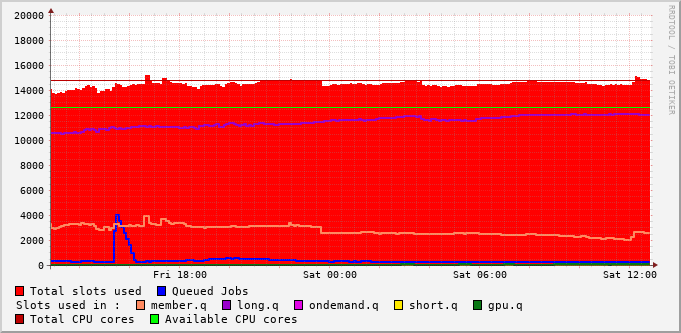 20000
18000
16000
14000
12000
10000
8000
6000
4000
2000
0
Fri 18:00 Sat 00:00 Sat 06:00 Sat 12:00
RRDTOOL / TOBI OETIKER
Total slots used Queued Jobs
Slots used in : member.q long.q ondemand.q short.q gpu.q
Total CPU cores Available CPU cores